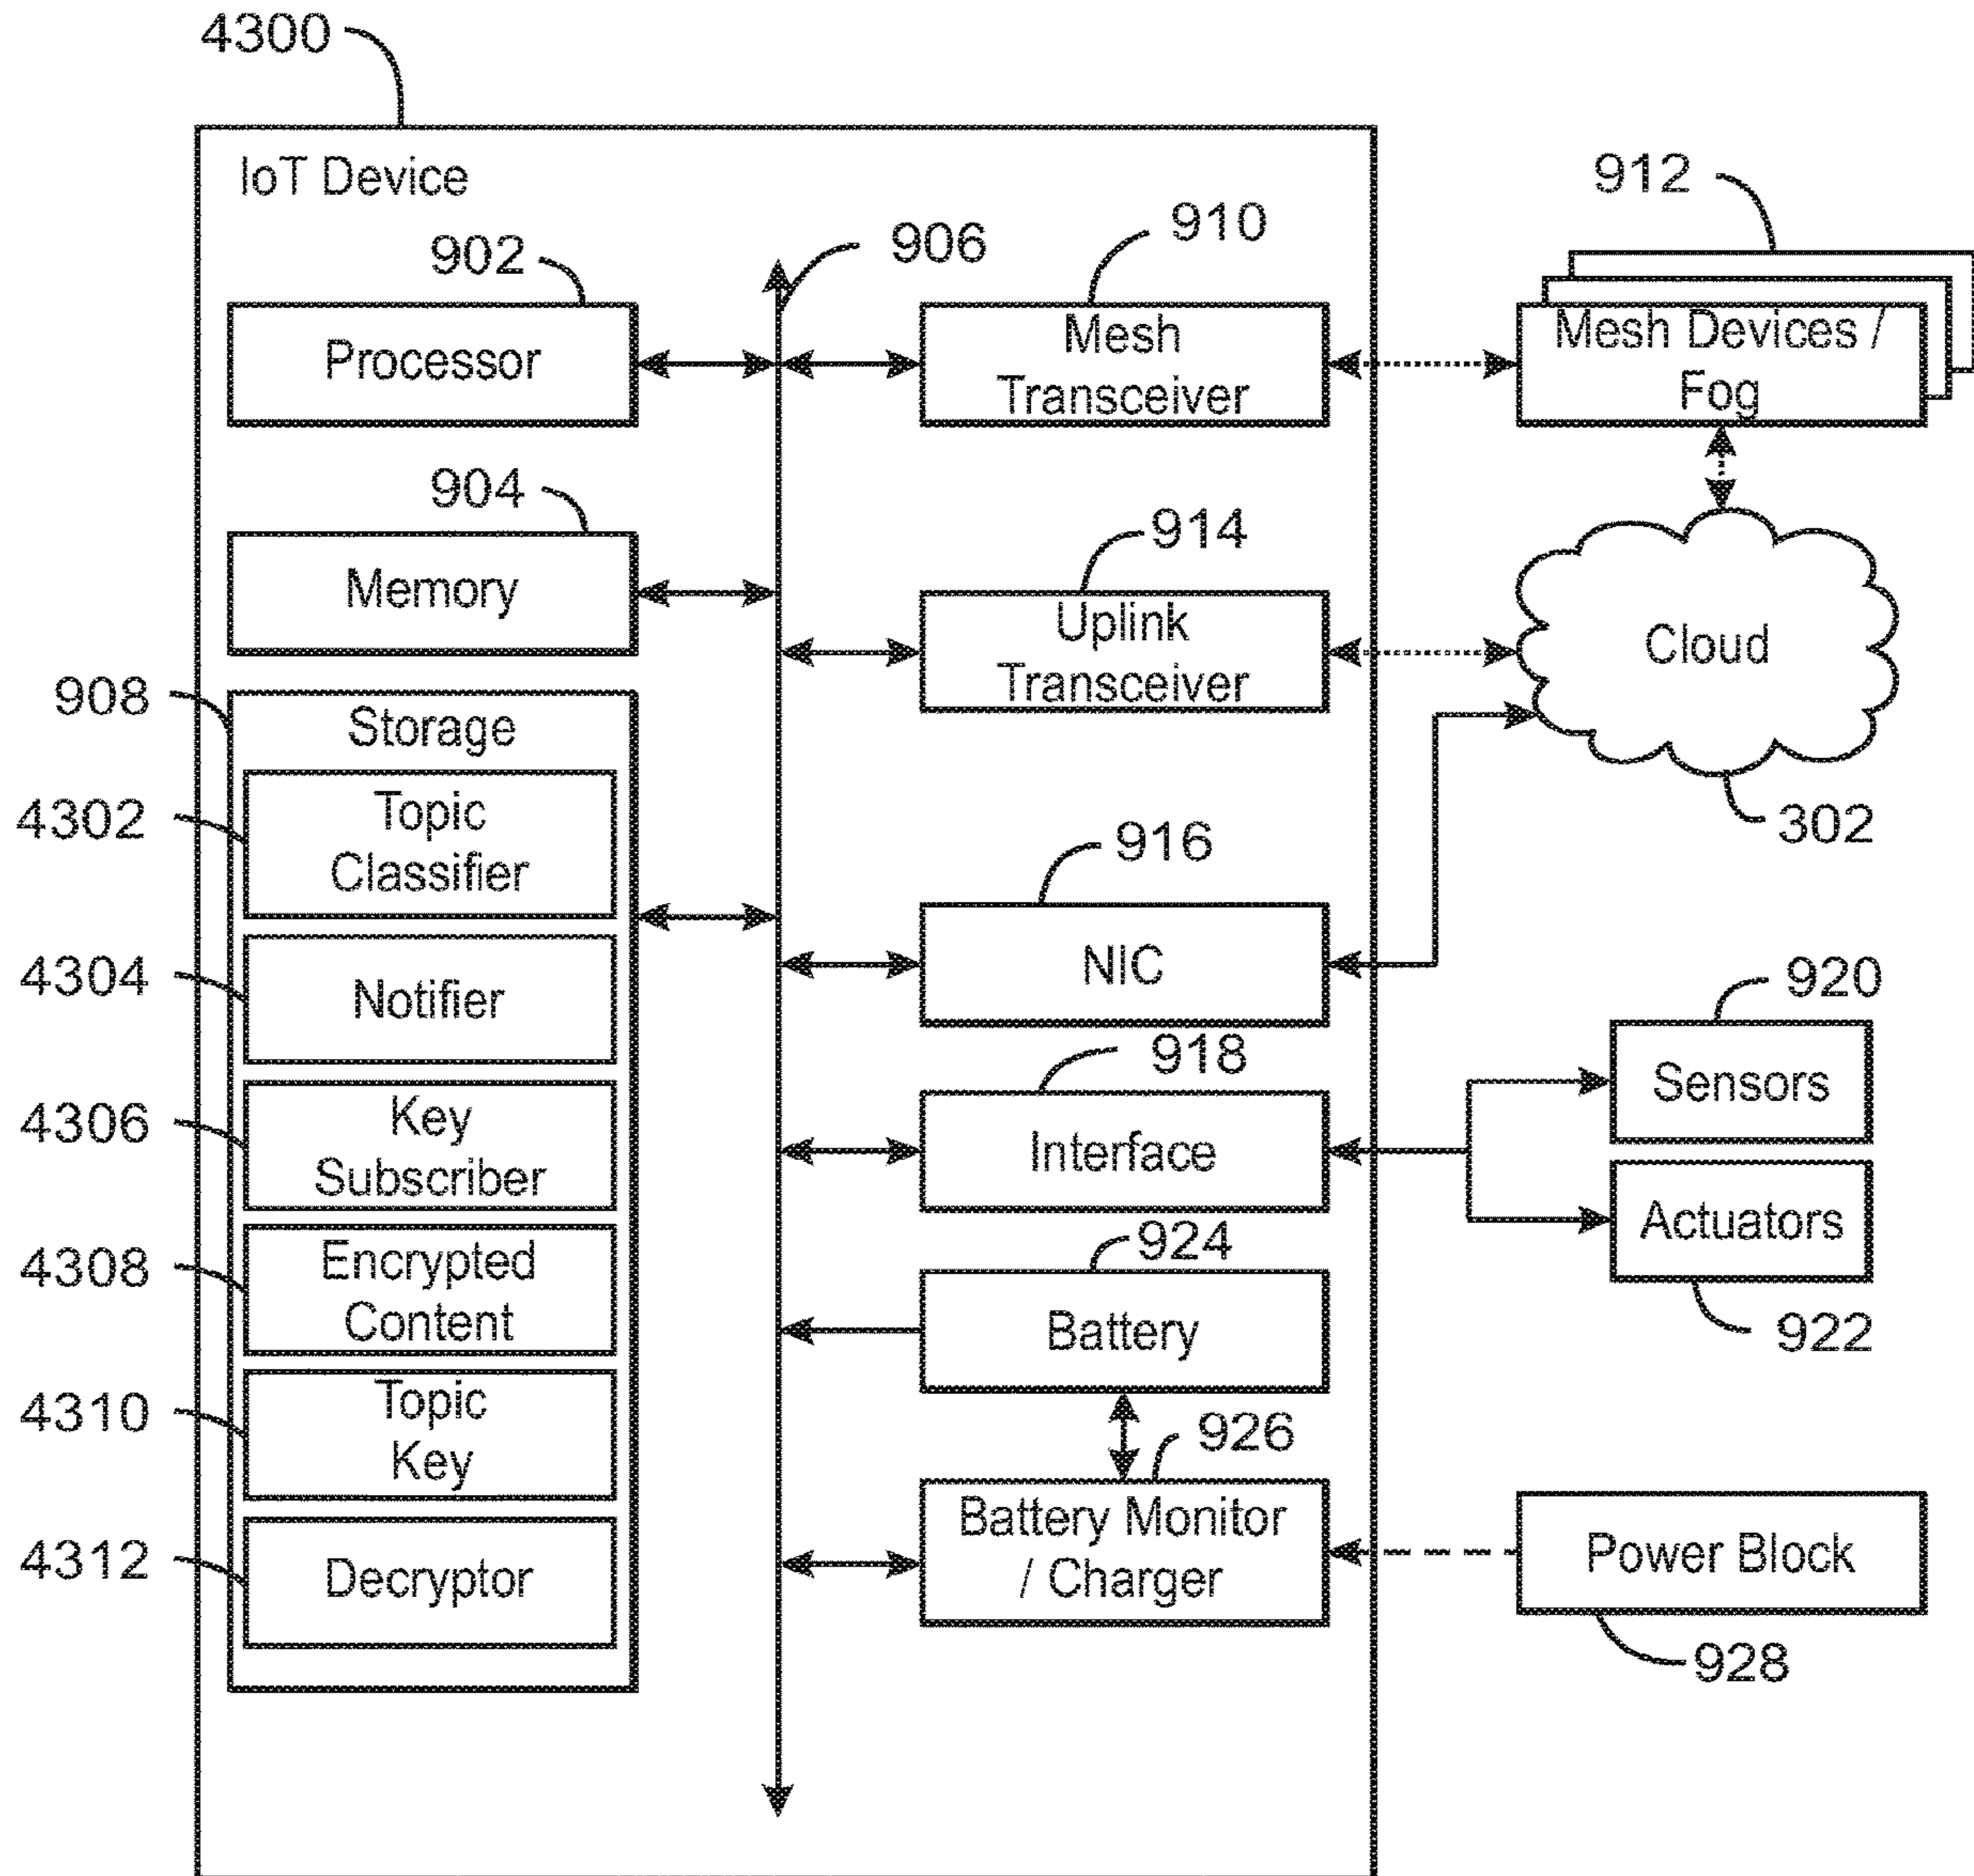 4300
IoT Device
912
910
906
902
Processor
Mesh
Transceiver
Mesh Devices /
Fog
904
914
Memory
Uplink
Transceiver
Cloud
908
Storage
4302
Topic
Classifier
302
916
4304
Notifier
NIC
920
918
Sensors
4306
Key
Subscriber
Interface
Actuators
924
922
4308
Encrypted
Content
Battery
4310
Topic
Key
926
Battery Monitor
/ Charger
Power Block
4312
Decryptor
928